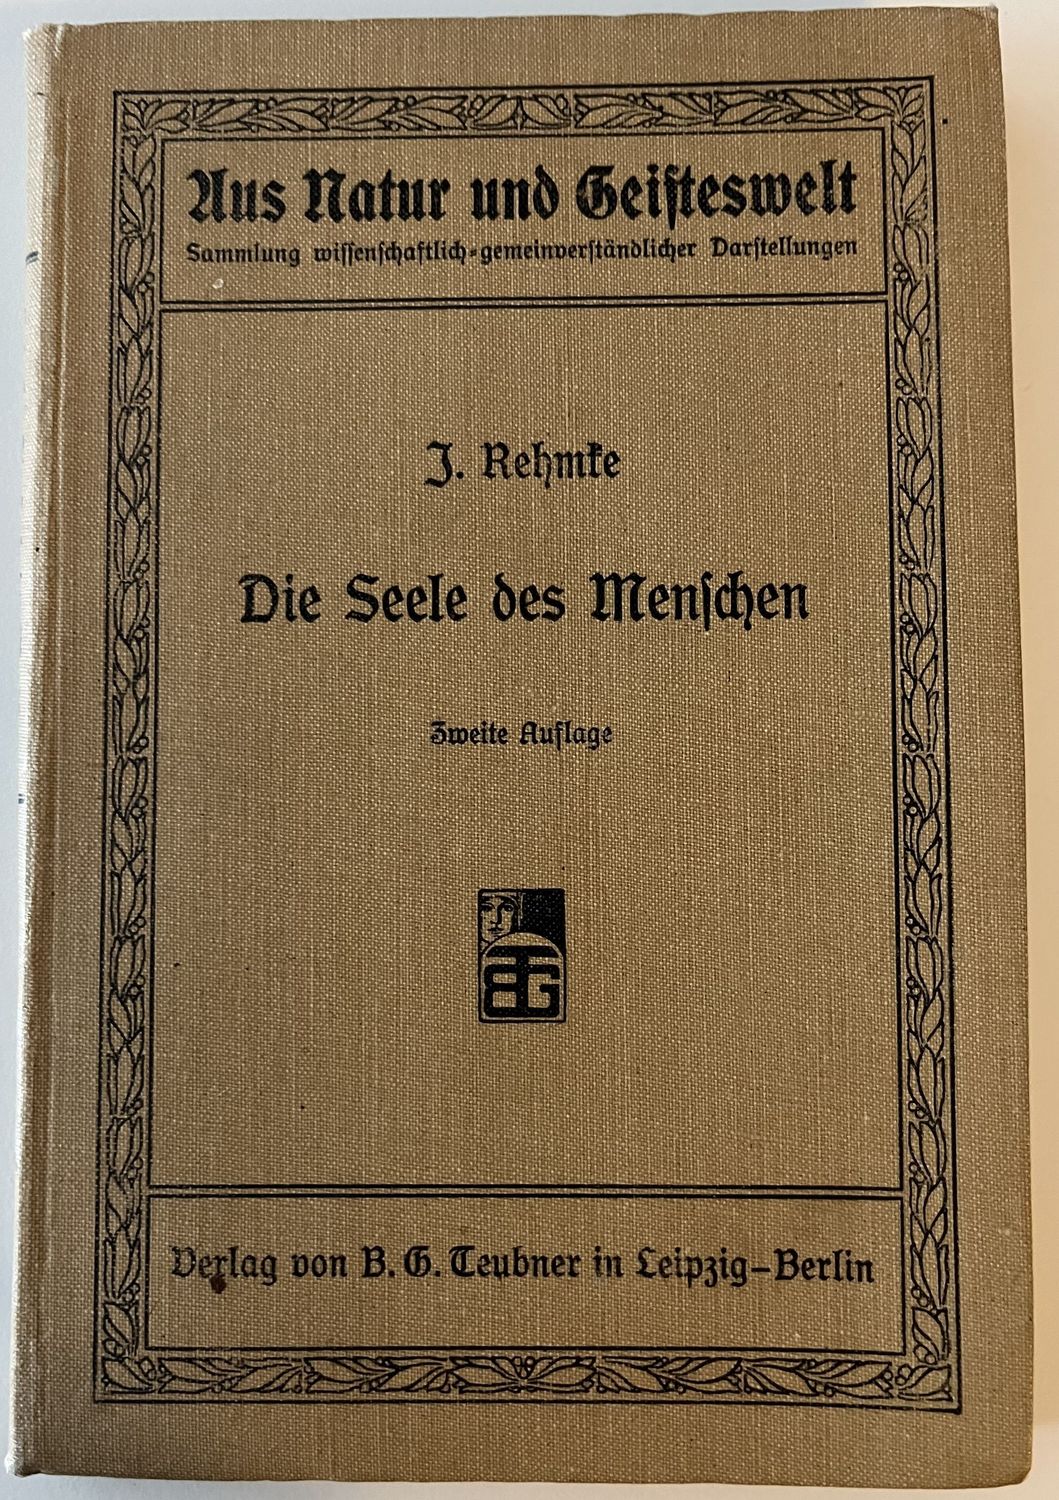 Aus Natur und Geisteswelt
Sammlung wissenschaftlich-gemeinverständlicher Darstellungen
J. Rehmke
Die Seele des Menschen
Zweite Auflage
BTG
Verlag von B. G. Teubner in Leipzig–Berlin